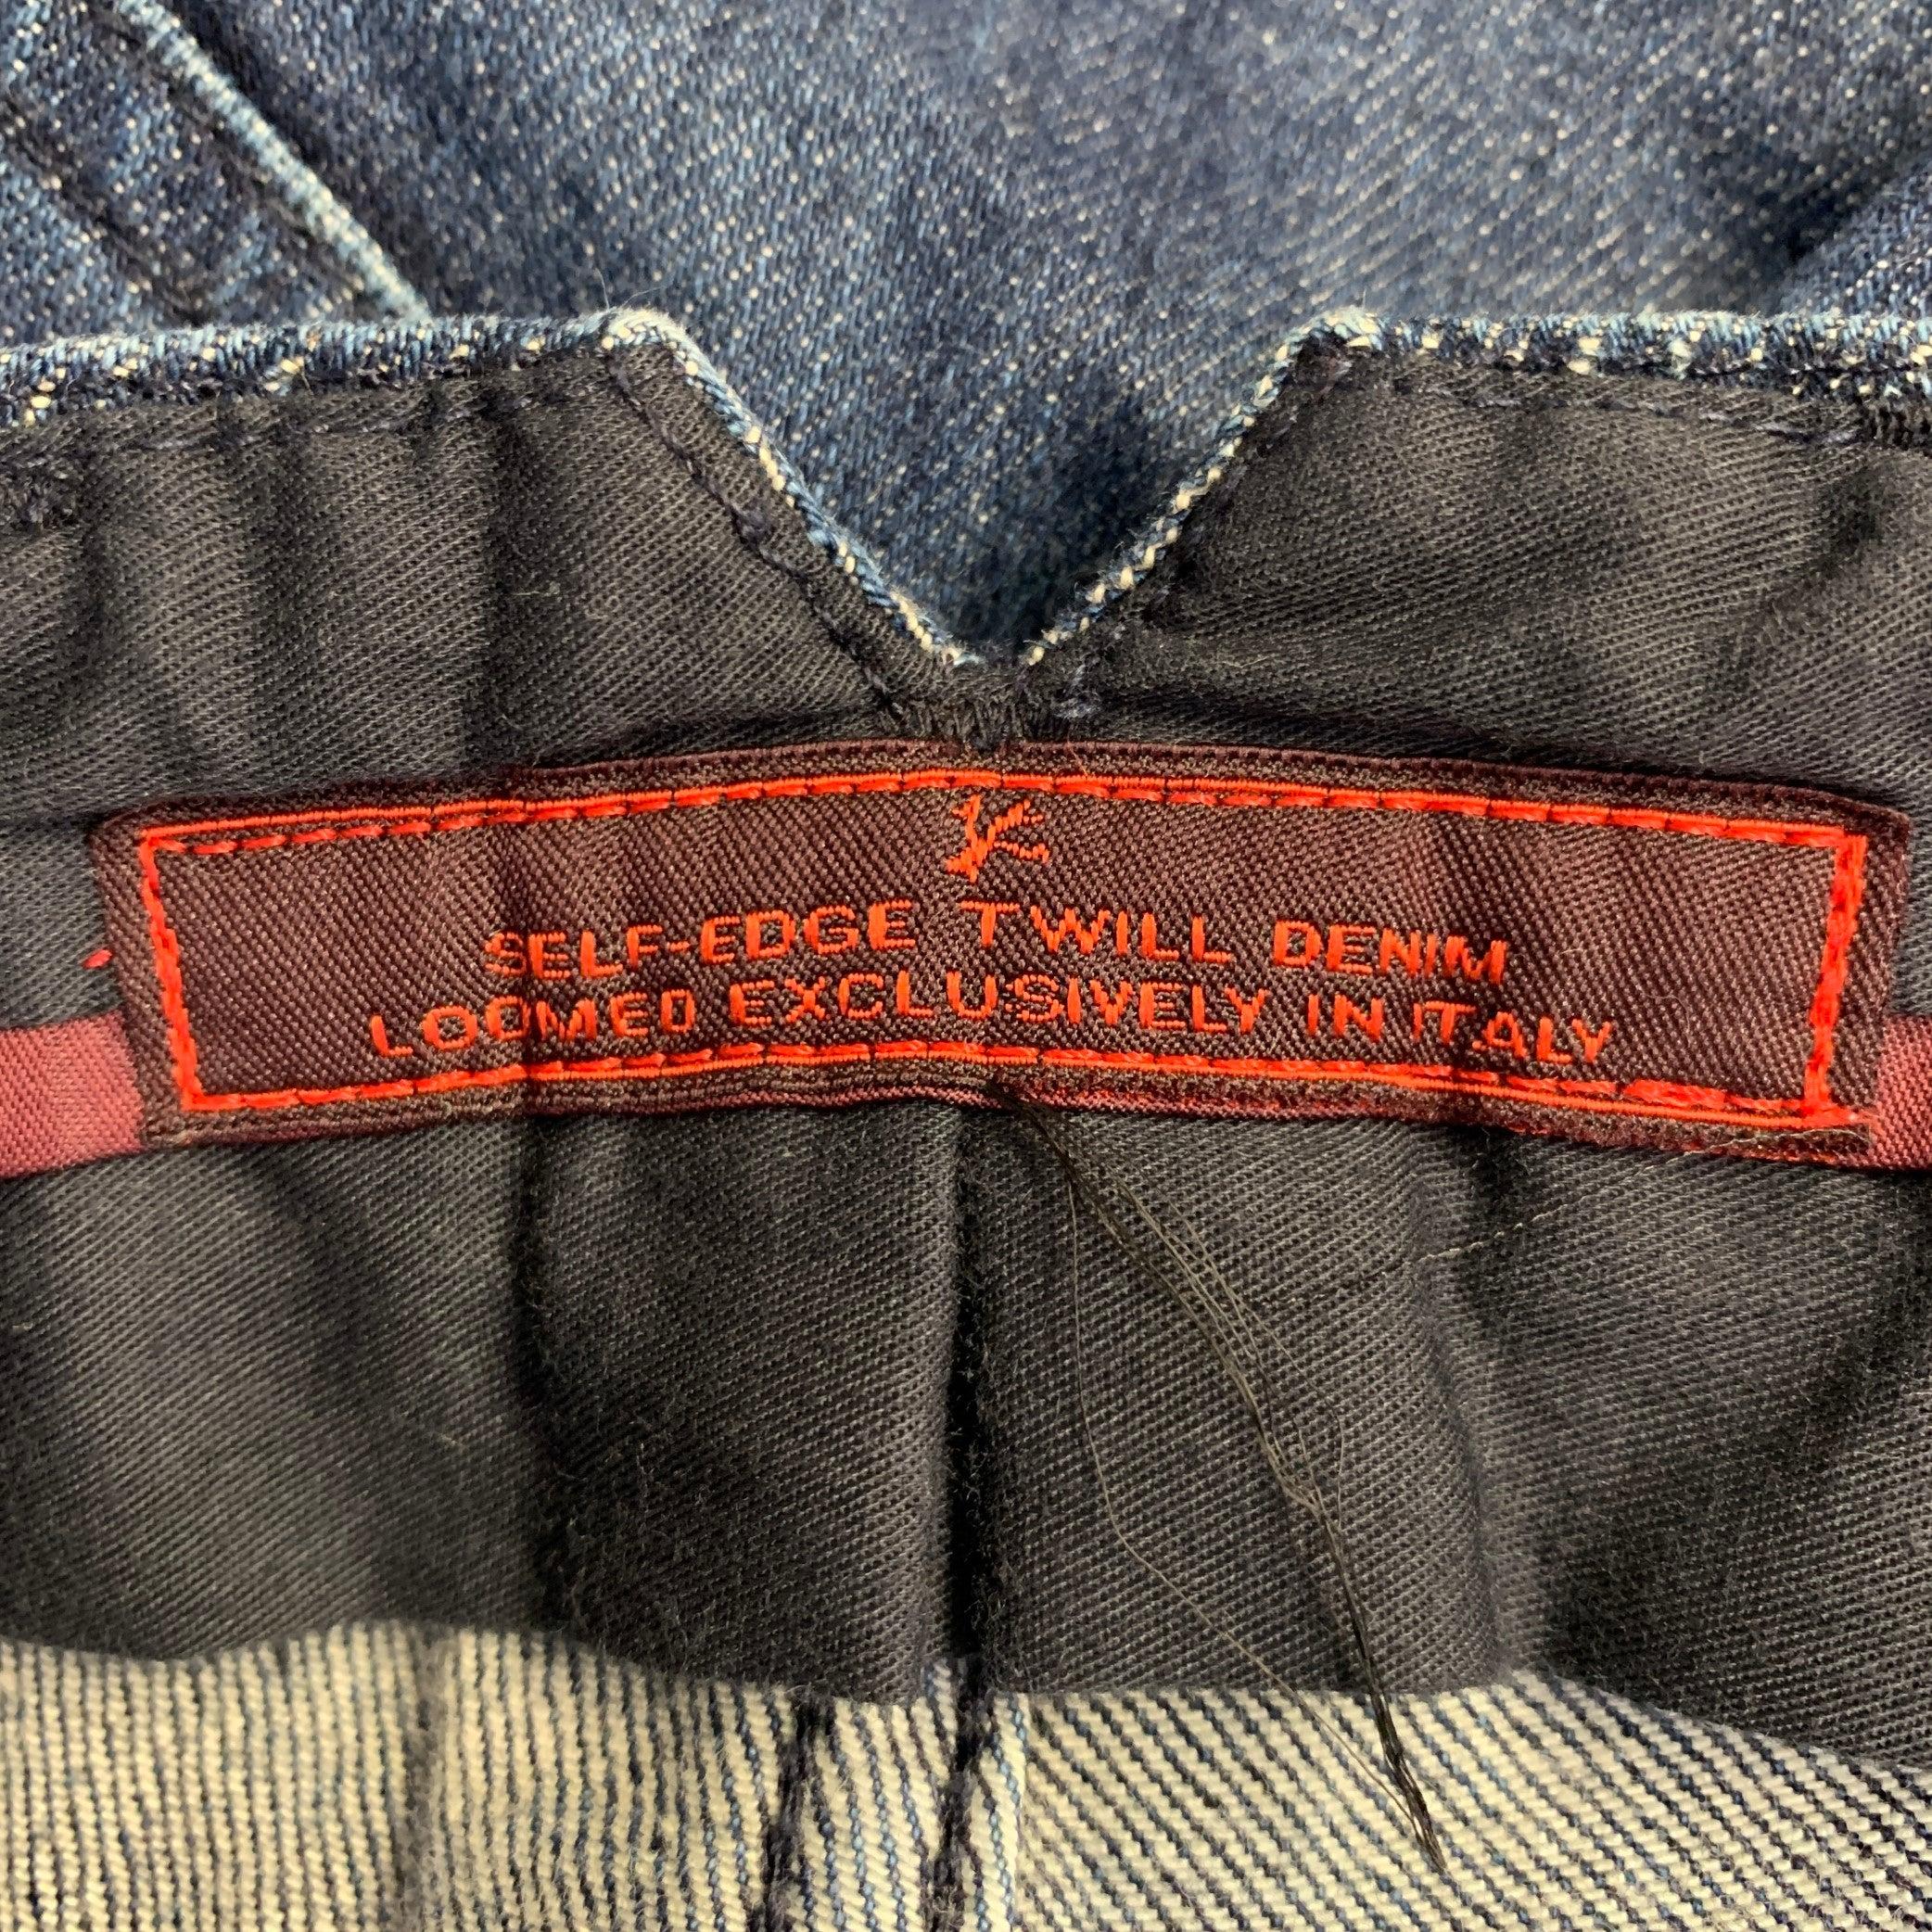 K
SELF-EDGE TWILL DENIM
LOOMED EXCLUSIVELY IN ITALY